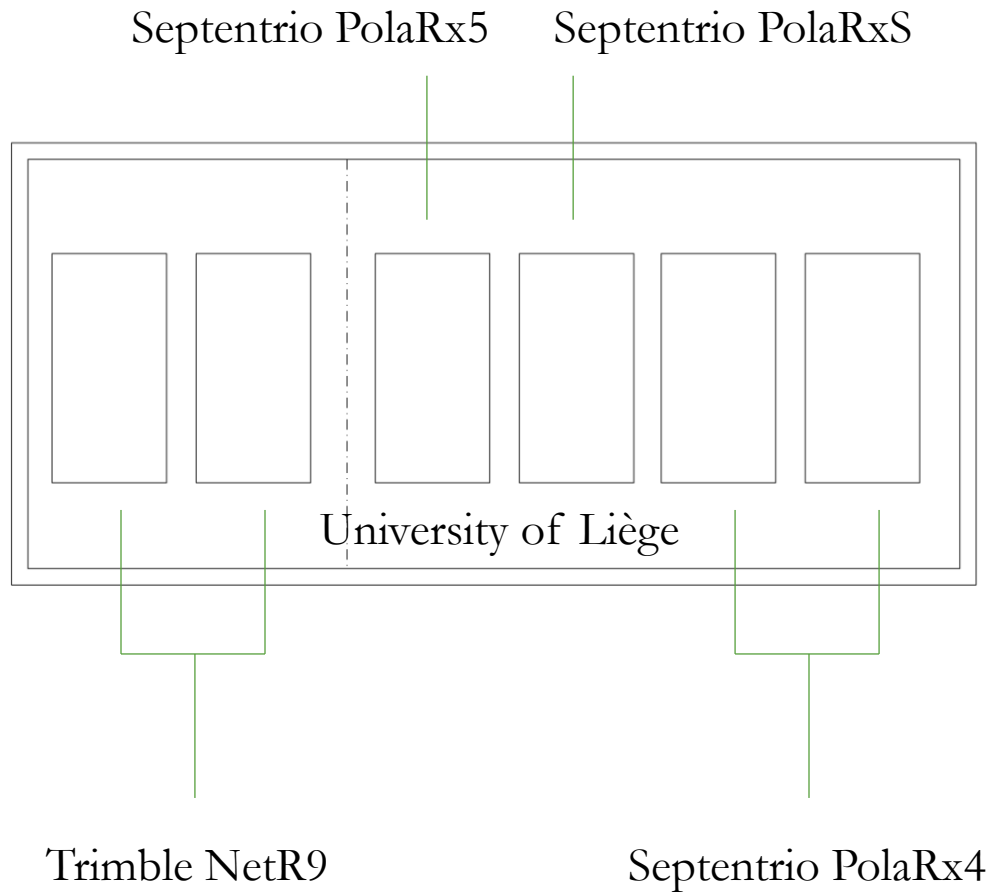 Septentrio PolaRx5
Septentrio PolaRxS
University of Liège
Trimble NetR9
Septentrio PolaRx4